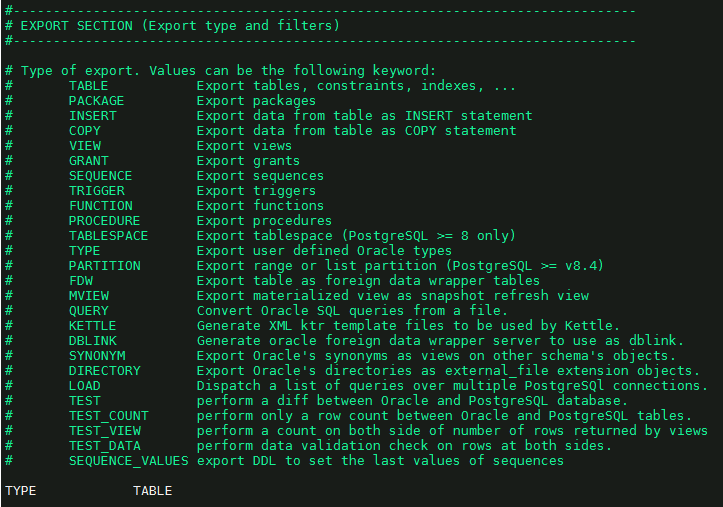 #------------------------------------------------------------------------------
# EXPORT SECTION (Export type and filters)
#------------------------------------------------------------------------------

# Type of export. Values can be the following keyword:
#       TABLE           Export tables, constraints, indexes, ...
#       PACKAGE         Export packages
#       INSERT          Export data from table as INSERT statement
#       COPY            Export data from table as COPY statement
#       VIEW            Export views
#       GRANT           Export grants
#       SEQUENCE        Export sequences
#       TRIGGER         Export triggers
#       FUNCTION        Export functions
#       PROCEDURE       Export procedures
#       TABLESPACE      Export tablespace (PostgreSQL >= 8 only)
#       TYPE            Export user defined Oracle types
#       PARTITION       Export range or list partition (PostgreSQL >= v8.4)
#       FDW             Export table as foreign data wrapper tables
#       MVIEW           Export materialized view as snapshot refresh view
#       QUERY           Convert Oracle SQL queries from a file.
#       KETTLE          Generate XML ktr template files to be used by Kettle.
#       DBLINK          Generate oracle foreign data wrapper server to use as dblink.
#       SYNONYM         Export Oracle's synonyms as views on other schema's objects.
#       DIRECTORY       Export Oracle's directories as external_file extension objects.
#       LOAD            Dispatch a list of queries over multiple PostgreSQl connections.
#       TEST            perform a diff between Oracle and PostgreSQL database.
#       TEST_COUNT      perform only a row count between Oracle and PostgreSQL tables.
#       TEST_VIEW       perform a count on both side of number of rows returned by views
#       TEST_DATA       perform data validation check on rows at both sides.
#       SEQUENCE_VALUES export DDL to set the last values of sequences

TYPE            TABLE